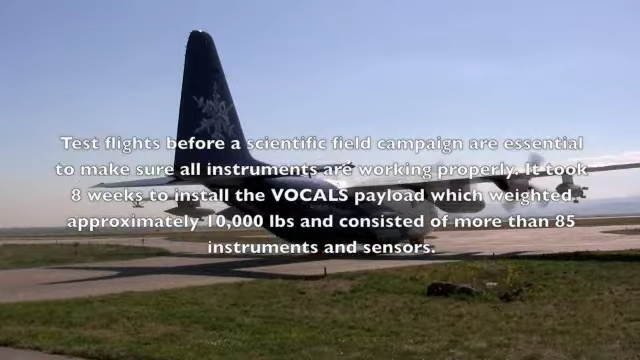 Test flights before a scientific field campaign are essential
to make sure all instruments are working properly. It took
8 weeks to install the VOCALS payload which weighted
approximately 10,000 lbs and consisted of more than 85
instruments and sensors.